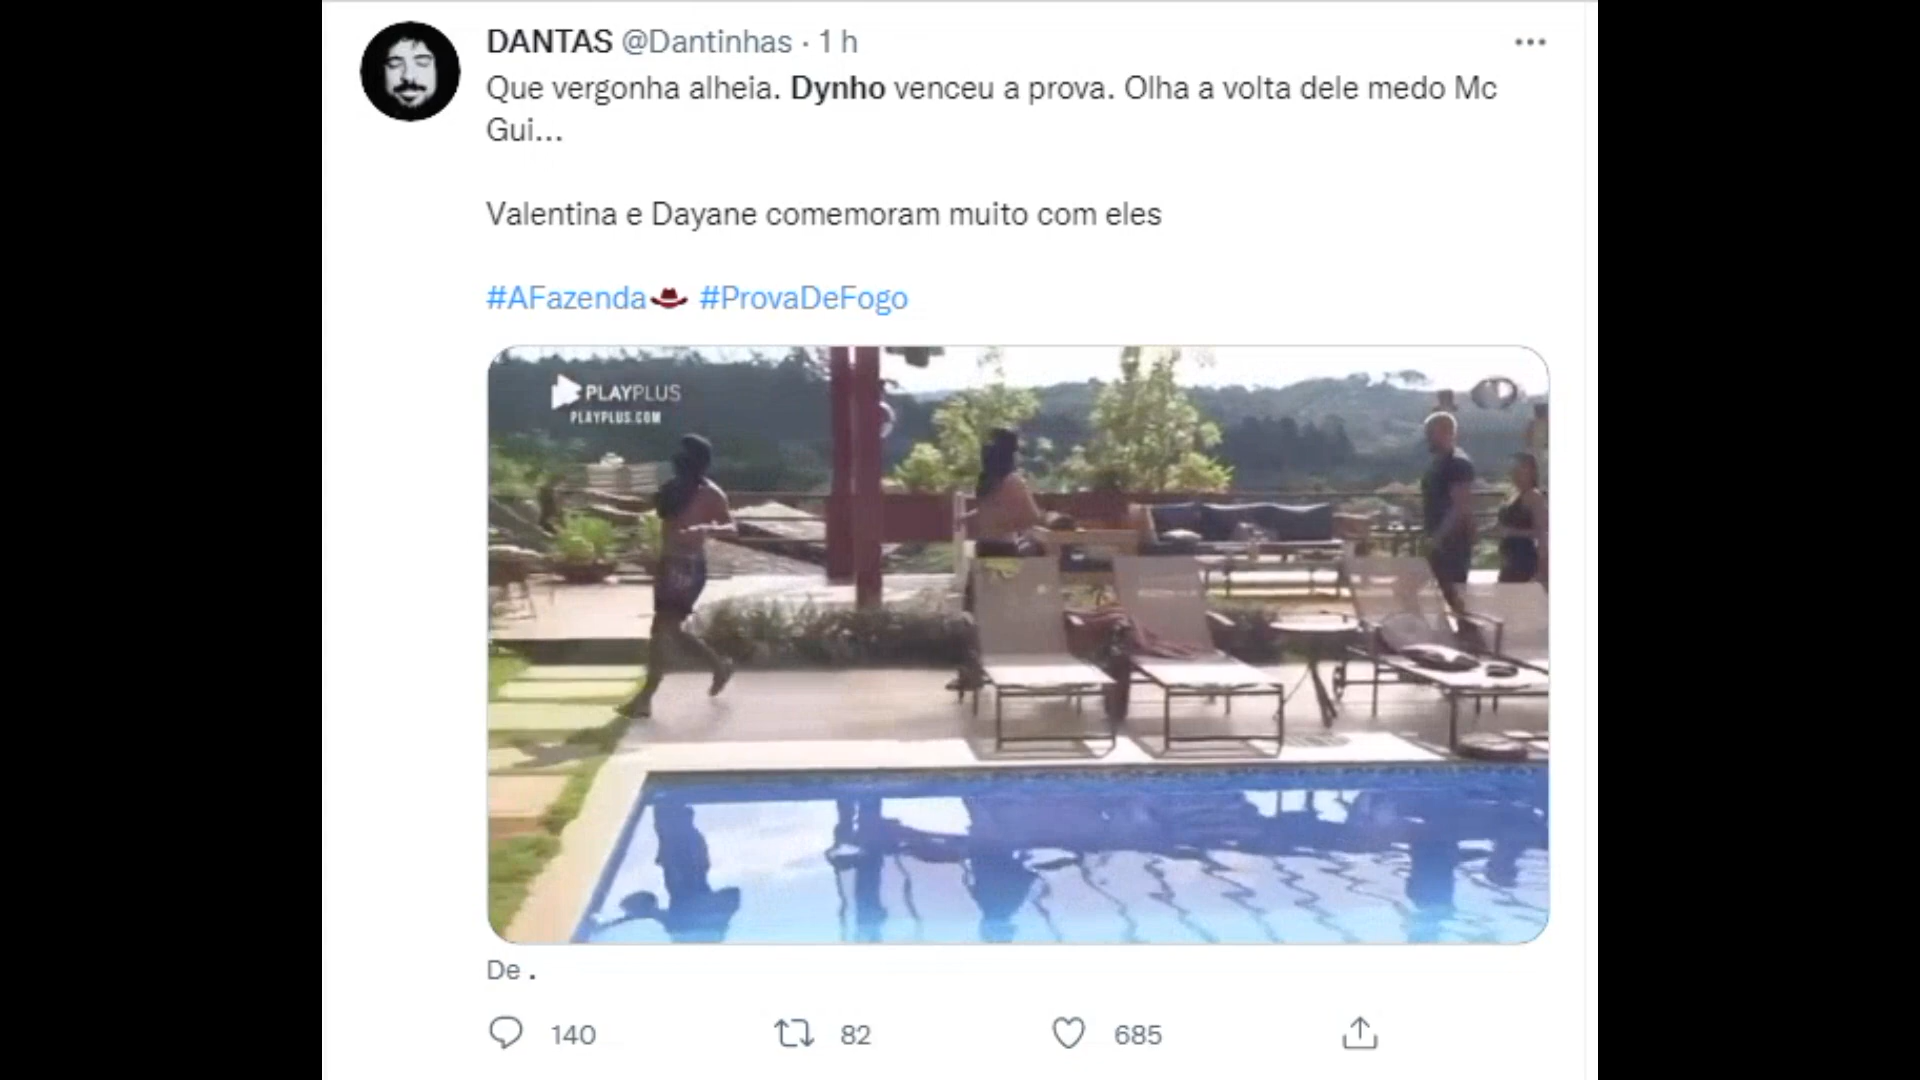 DANTAS @Dantinhas · 1 h
Que vergonha alheia. Dynho venceu a prova. Olha a volta dele medo Mc
Gui...
Valentina e Dayane comemoram muito com eles
#AFazenda #ProvaDeFogo
PLAYPLUS
PLAYPLUS.COM
De .
140 82 685